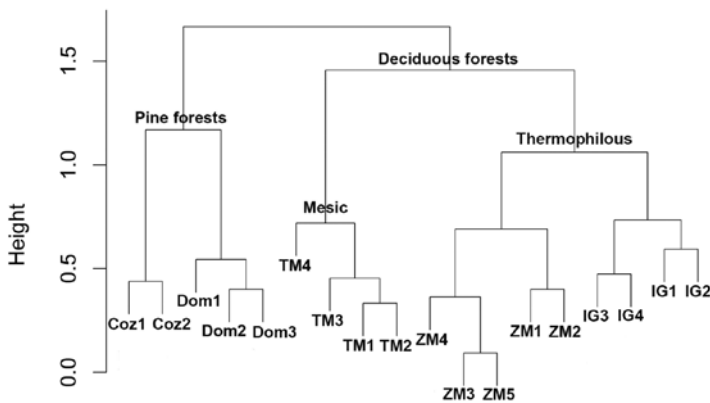 Height
1.5
1.0
0.5
0.0
Deciduous forests
Pine forests
Thermophilous
Mesic
TM4
IG1 IG2
Dom1
Coz1 Coz2
Dom2 Dom3
TM3
IG3 IG4
ZM4
ZM1 ZM2
TM1 TM2
ZM3 ZM5